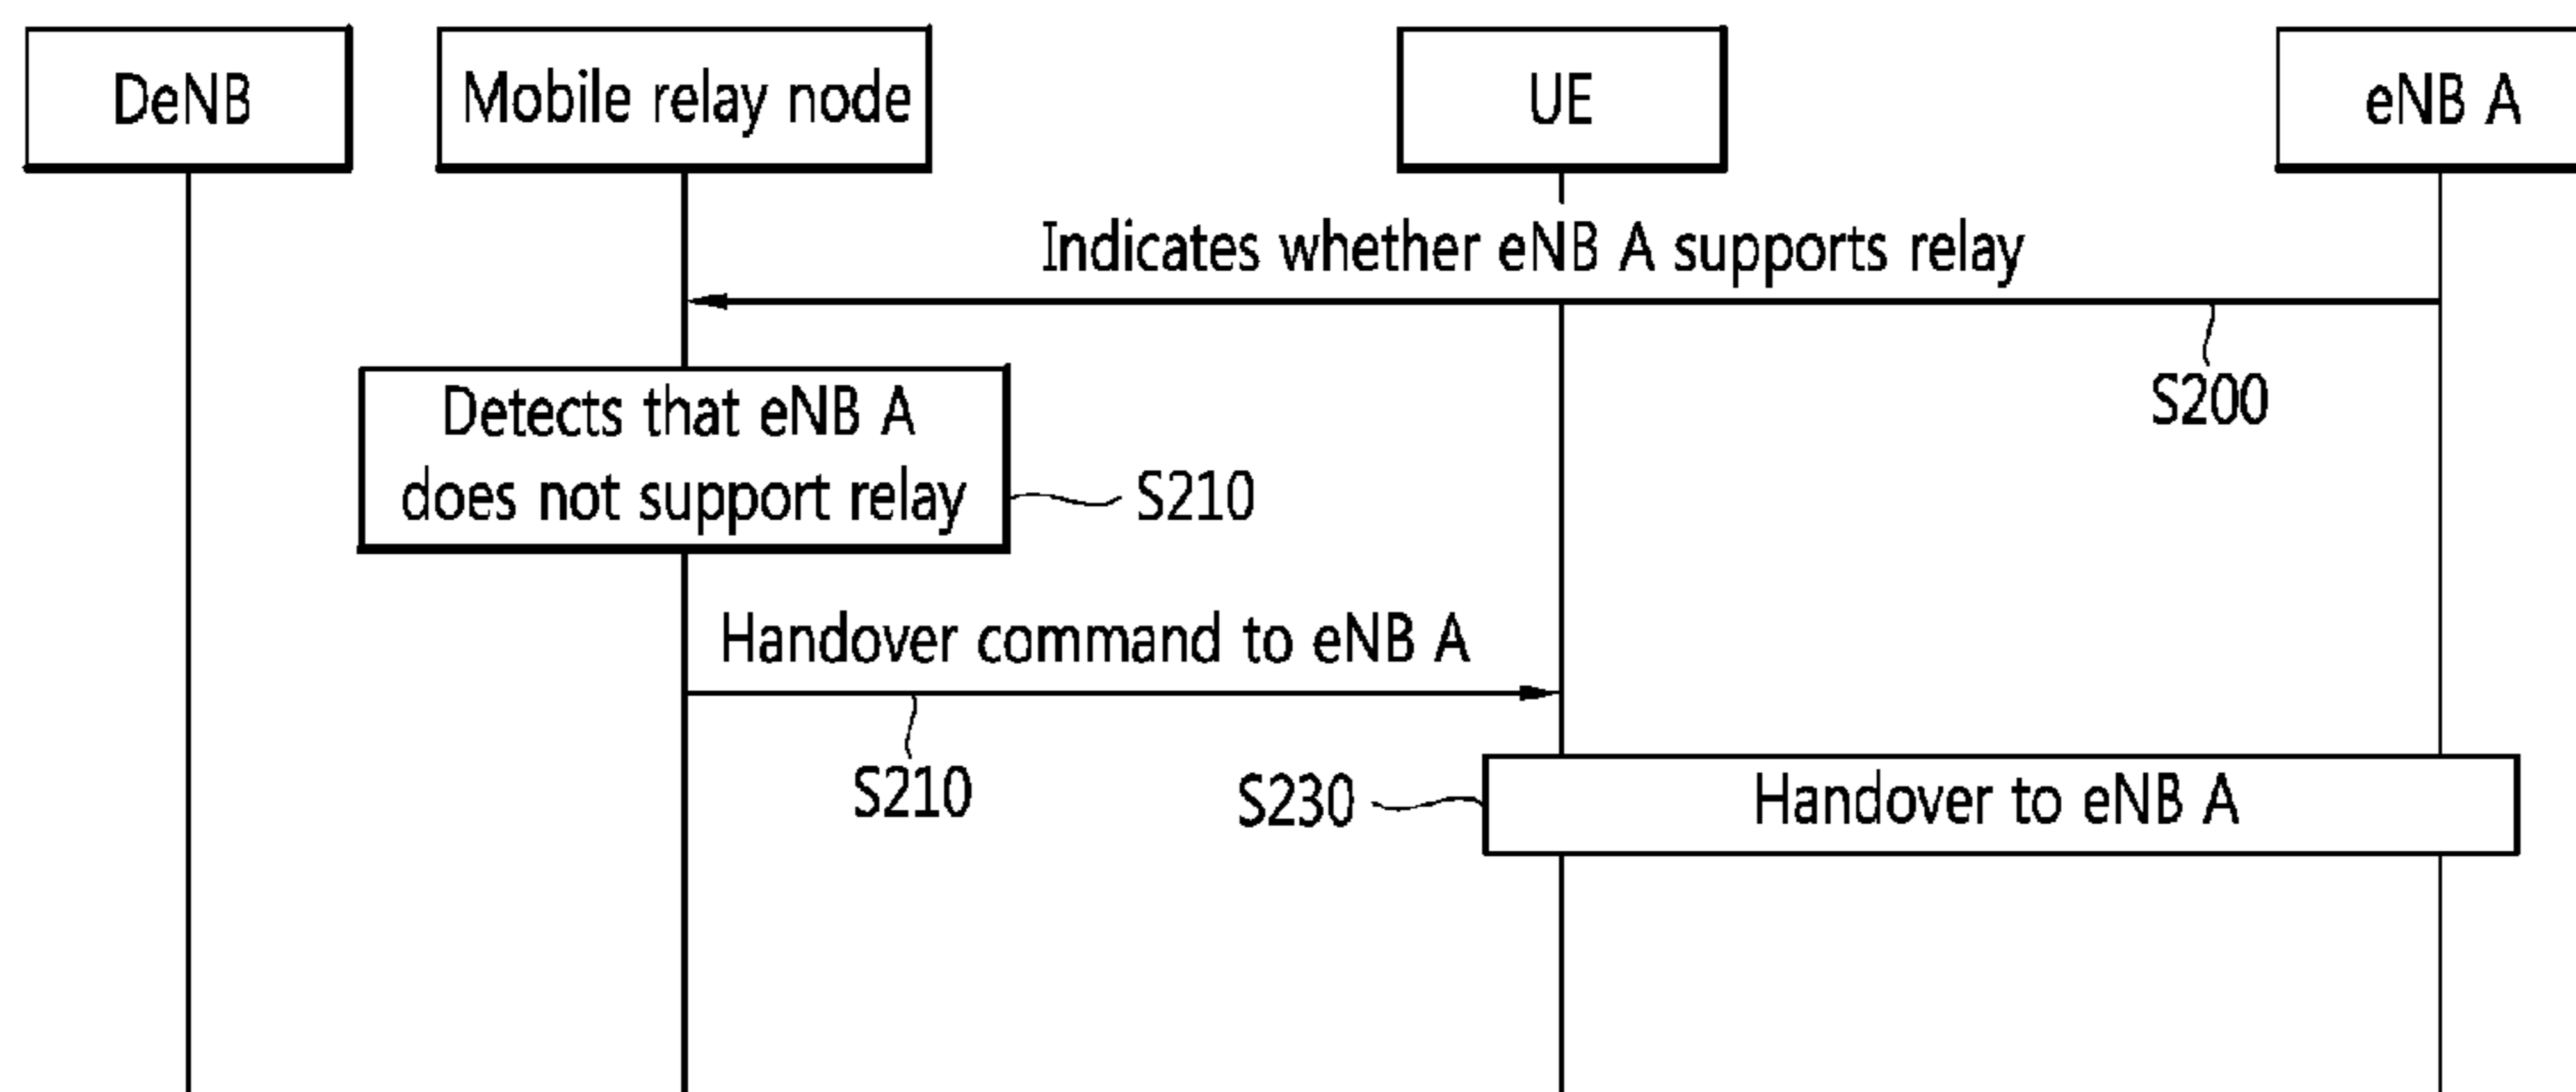 DeNB
Mobile relay node
UE
eNB A
Indicates whether eNB A supports relay
S200
Detects that eNB A
does not support relay
S210
Handover command to eNB A
S210
S230
Handover to eNB A